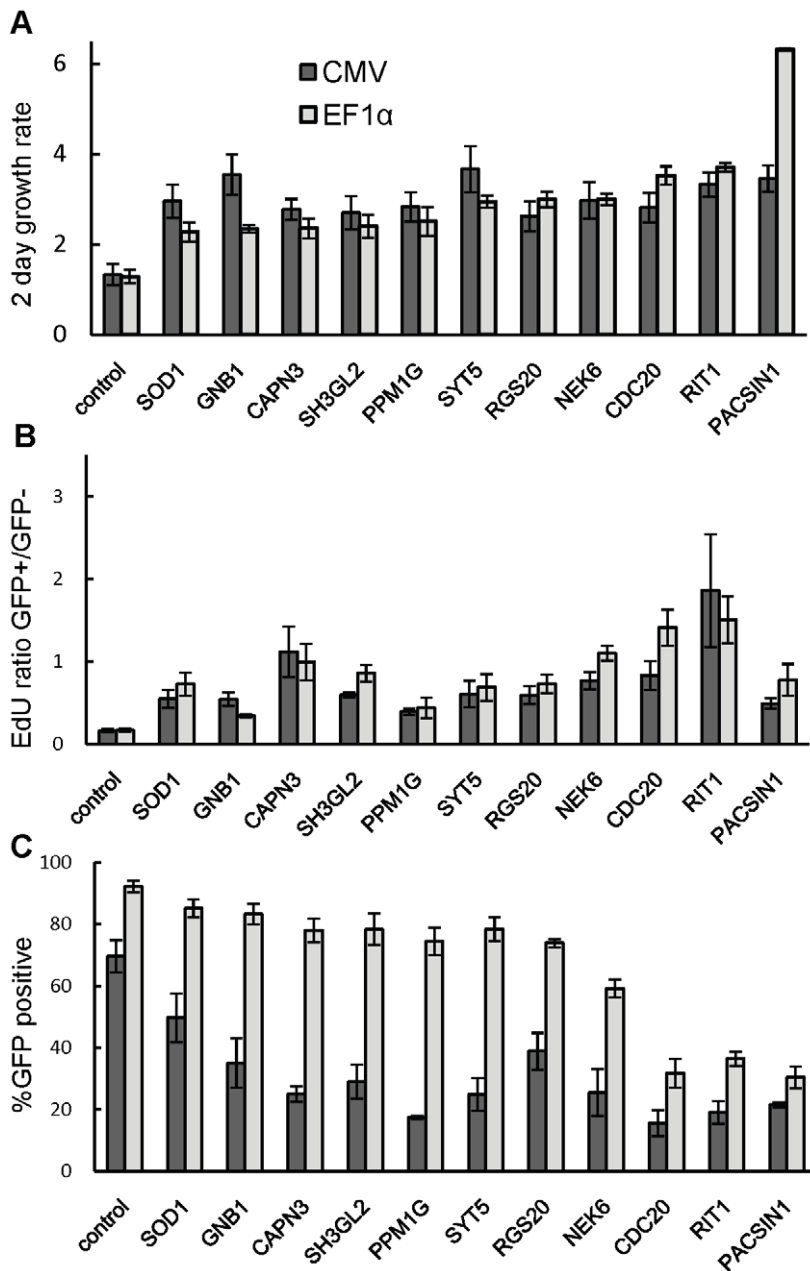 A
2 day growth rate
6
4
2
0
CMV
EF1α
control SOD1 GNB1 CAPN3 SH3GL2 PPM1G SYT5 RGS20 NEK6 CDC20 RIT1 PACSIN1
B
EdU ratio GFP+/GFP-
3
2
1
0
control SOD1 GNB1 CAPN3 SH3GL2 PPM1G SYT5 RGS20 NEK6 CDC20 RIT1 PACSIN1
C
%GFP positive
100
80
60
40
20
0
control SOD1 GNB1 CAPN3 SH3GL2 PPM1G SYT5 RGS20 NEK6 CDC20 RIT1 PACSIN1